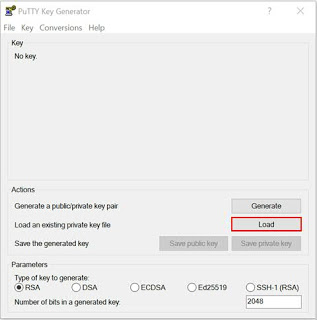 PuTTY Key Generator
File Key Conversions Help
Key
No key.
Actions
Generate a public/private key pair
Generate
Load an existing private key file
Load
Save the generated key
Save public key
Save private key
Parameters
Type of key to generate:
RSA DSA ECDSA Ed25519 SSH-1 (RSA)
Number of bits in a generated key:
2048